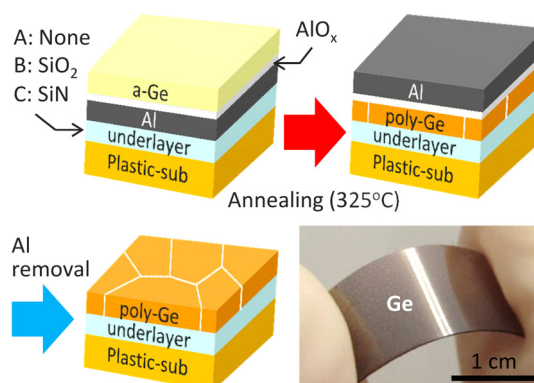 A: None
B: SiO₂
C: SiN
AlOₓ
a-Ge
Al
underlayer
Plastic-sub
Al
poly-Ge
underlayer
Plastic-sub
Annealing (325°C)
Al
removal
poly-Ge
underlayer
Plastic-sub
Ge
1 cm